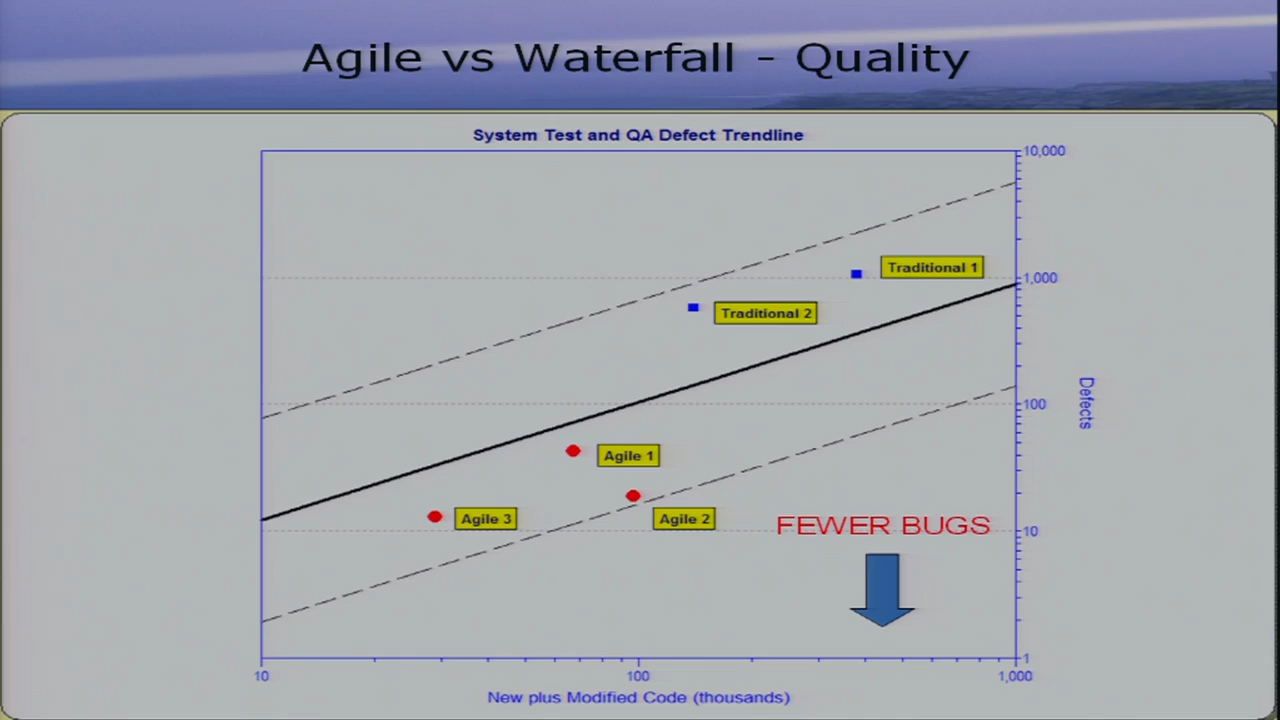 Agile vs Waterfall - Quality
System Test and QA Defect Trendline
10,000
Traditional 1
1,000
Traditional 2
Defects
100
Agile 1
Agile 3
Agile 2
FEWER BUGS
10
1
10
100
1,000
New plus Modified Code (thousands)